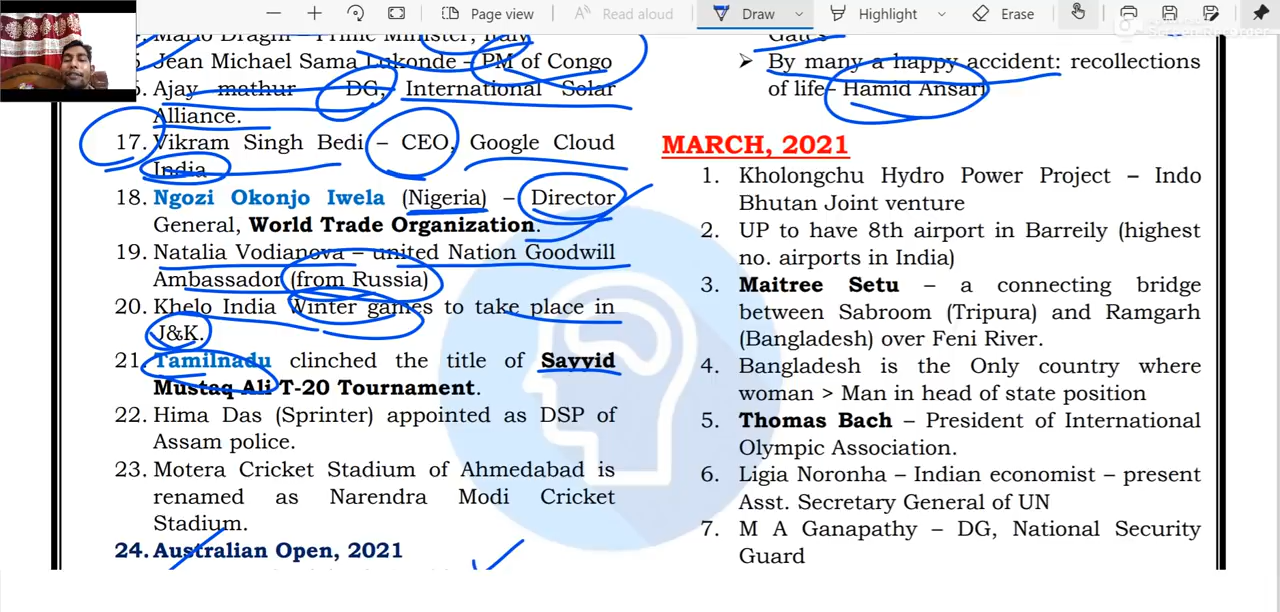 Page view
Read aloud
Draw
Highlight
Erase
Mario Draghi – Prime Minister, Italy
Jean Michael Sama Lukonde – PM of Congo
Ajay mathur – DG, International Solar
Alliance.
17. Vikram Singh Bedi – CEO, Google Cloud
India
18. Ngozi Okonjo Iwela (Nigeria) – Director
General, World Trade Organization.
19. Natalia Vodianova – united Nation Goodwill
Ambassador (from Russia)
20. Khelo India Winter games to take place in
J&K.
21. Tamilnadu clinched the title of Sayyid
Mustaq Ali T-20 Tournament.
22. Hima Das (Sprinter) appointed as DSP of
Assam police.
23. Motera Cricket Stadium of Ahmedabad is
renamed as Narendra Modi Cricket
Stadium.
24. Australian Open, 2021
Gates
➤ By many a happy accident: recollections
of life– Hamid Ansari
MARCH, 2021
1. Kholongchu Hydro Power Project – Indo
Bhutan Joint venture
2. UP to have 8th airport in Barreily (highest
no. airports in India)
3. Maitree Setu – a connecting bridge
between Sabroom (Tripura) and Ramgarh
(Bangladesh) over Feni River.
4. Bangladesh is the Only country where
woman > Man in head of state position
5. Thomas Bach – President of International
Olympic Association.
6. Ligia Noronha – Indian economist – present
Asst. Secretary General of UN
7. M A Ganapathy – DG, National Security
Guard